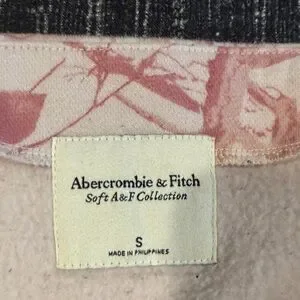 Abercrombie & Fitch
Soft A&F Collection
S
MADE IN PHILIPPINES